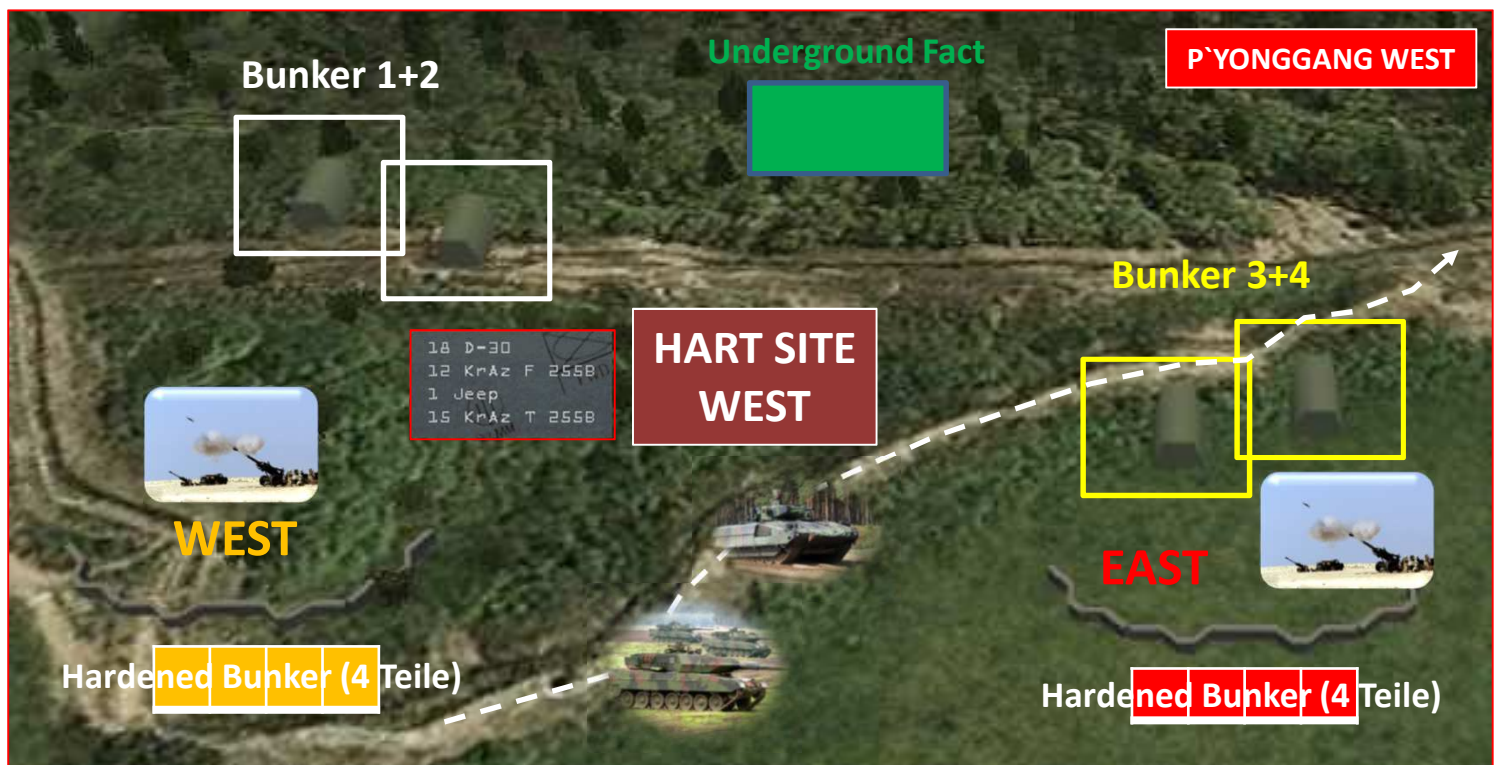 Underground Fact
P`YONGGANG WEST
Bunker 1+2
Bunker 3+4
18 D-30
12 KrAz F 255B
1 Jeep
15 KrAz T 255B
HART SITE
WEST
WEST
EAST
Hardened Bunker (4 Teile)
Hardened Bunker (4 Teile)